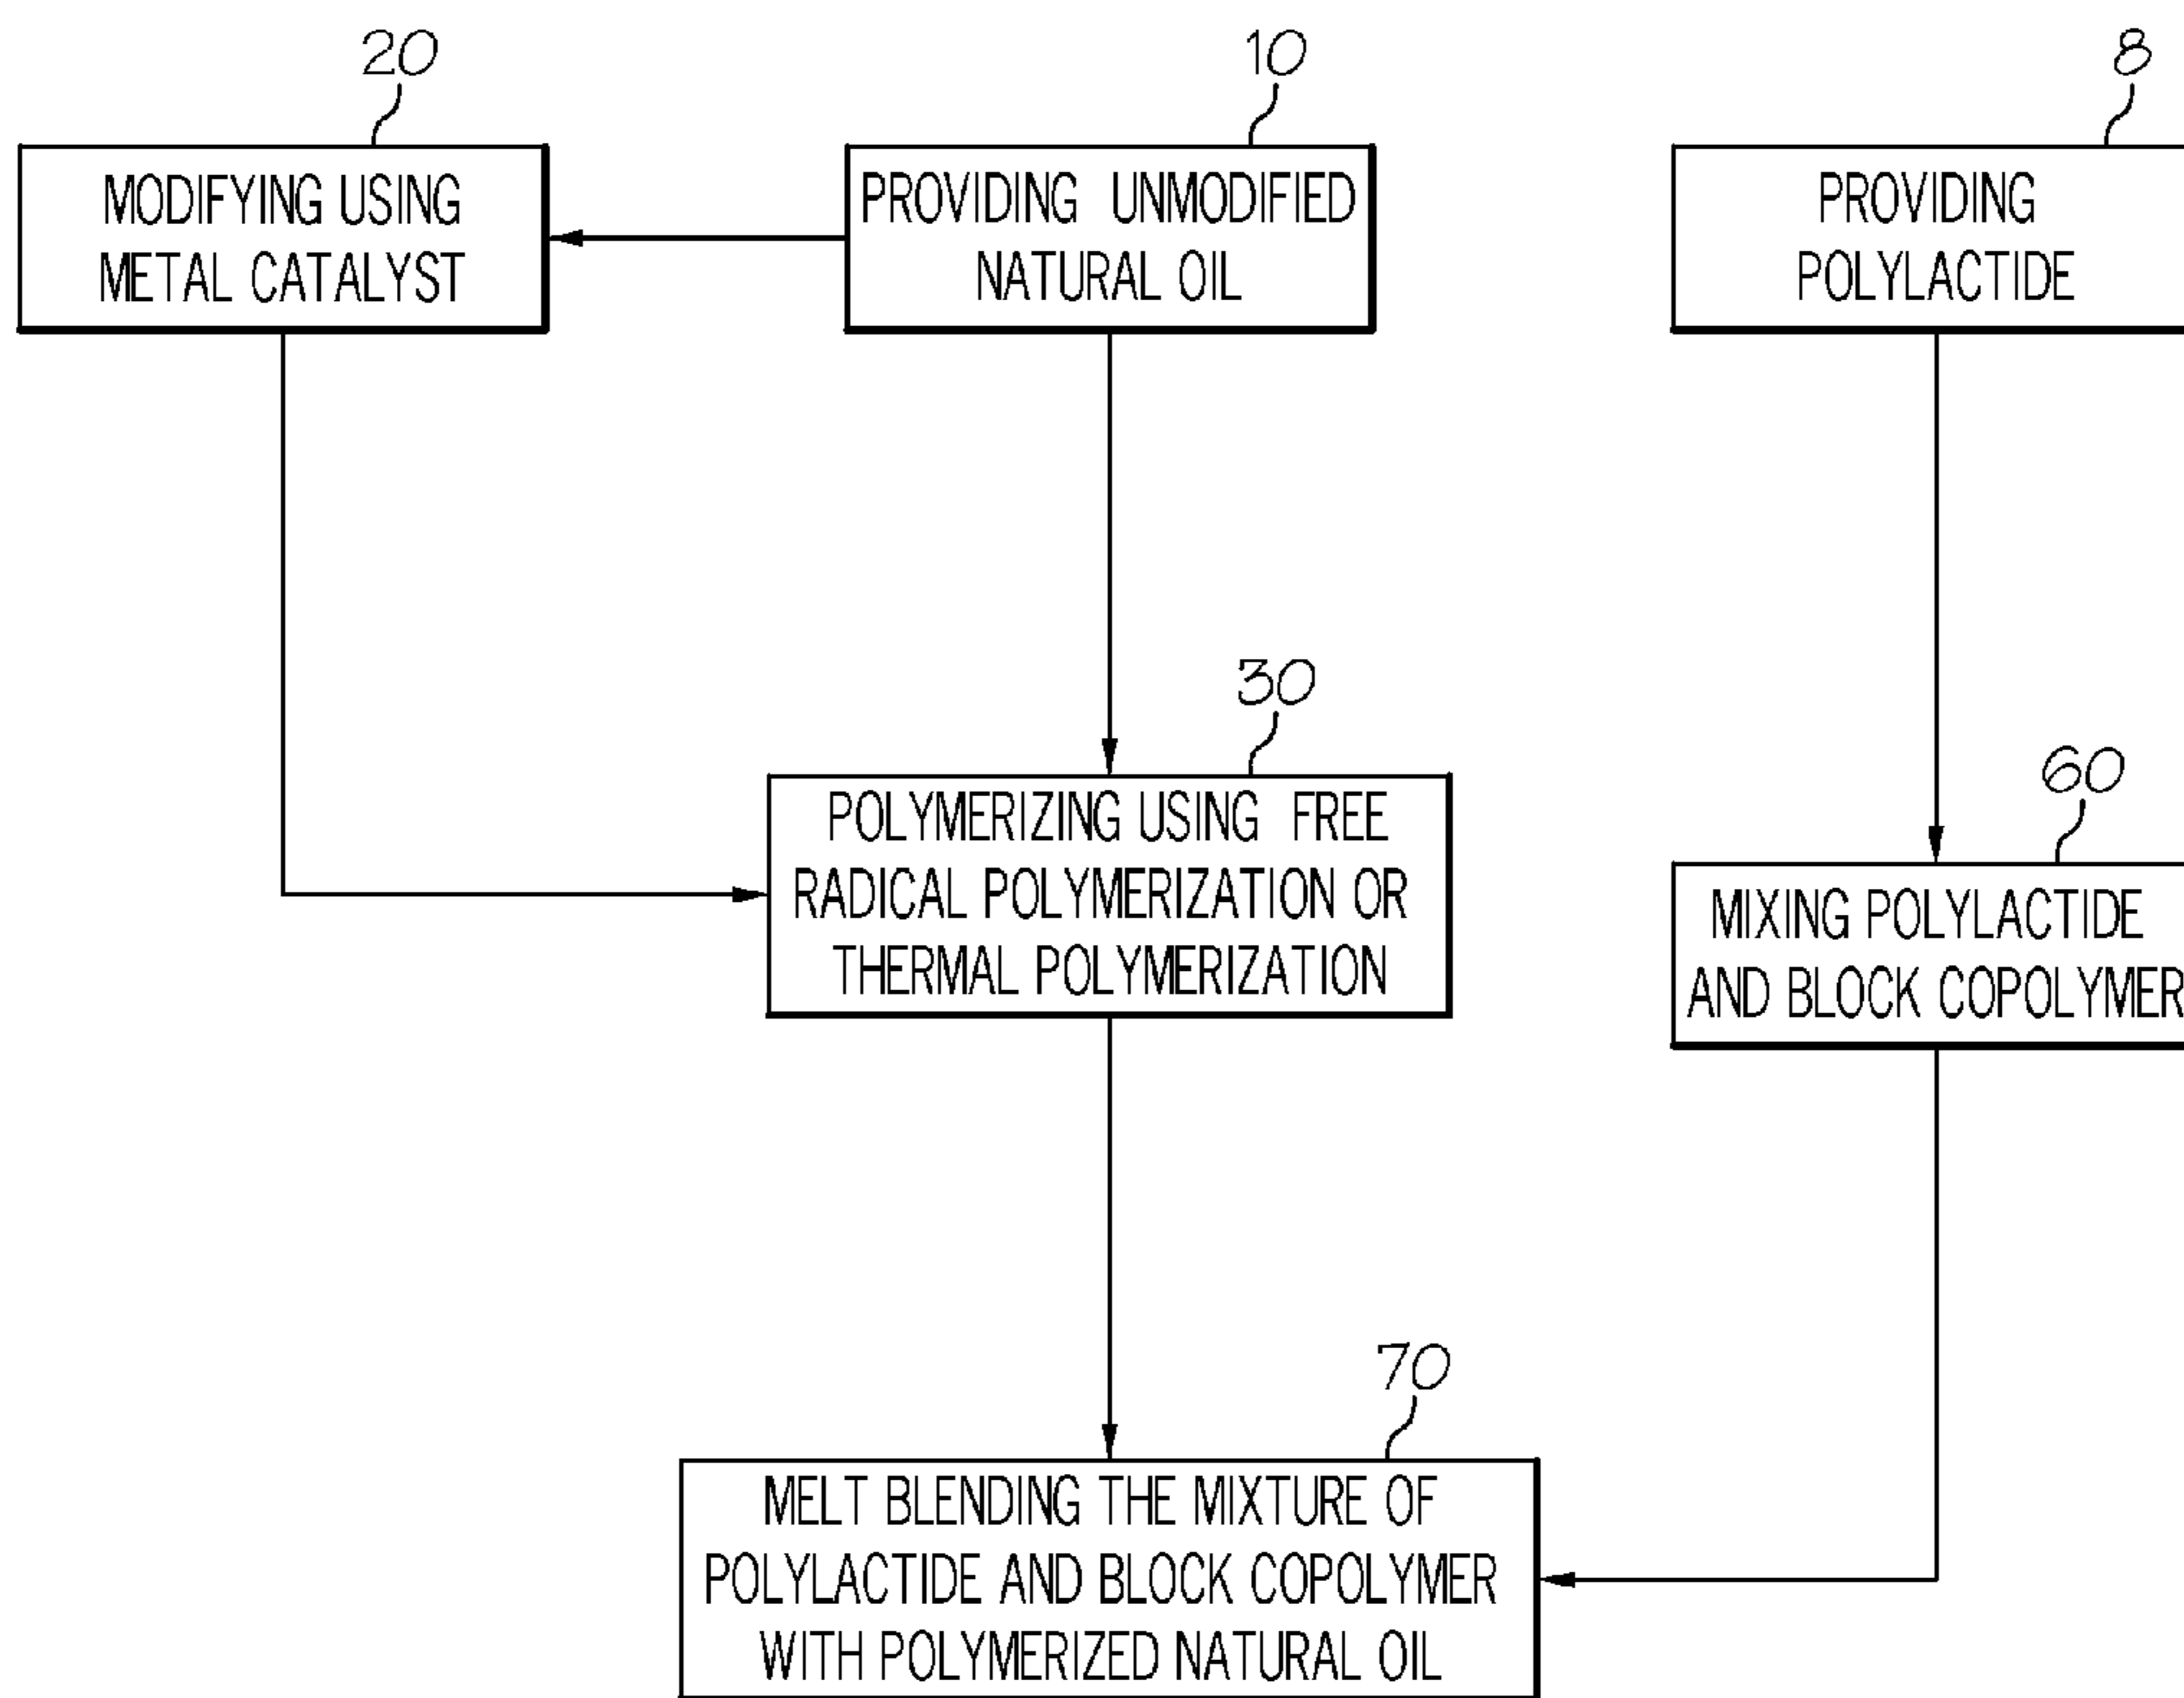 20
10
8
MODIFYING USING
METAL CATALYST
PROVIDING UNMODIFIED
NATURAL OIL
PROVIDING
POLYLACTIDE
30
POLYMERIZING USING FREE
RADICAL POLYMERIZATION OR
THERMAL POLYMERIZATION
60
MIXING POLYLACTIDE
AND BLOCK COPOLYMER
70
MELT BLENDING THE MIXTURE OF
POLYLACTIDE AND BLOCK COPOLYMER
WITH POLYMERIZED NATURAL OIL